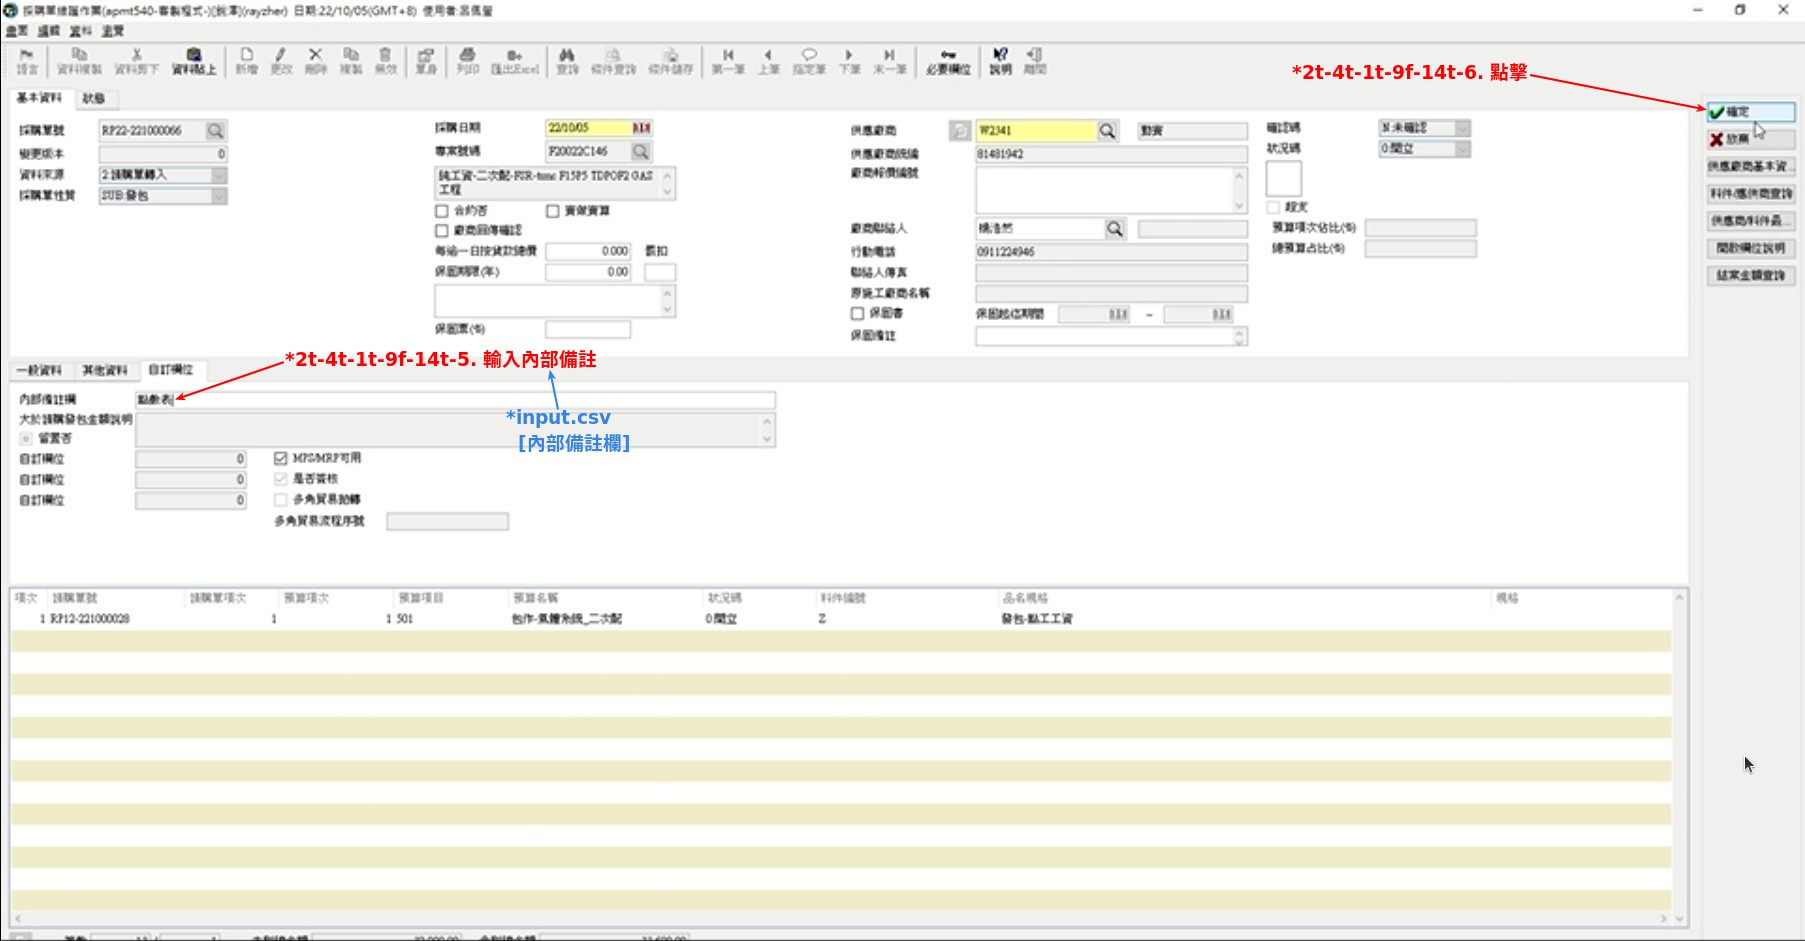 採購單維護作業(apmt540-客製程式-)(銳澤)(rayzher) 日期:22/10/05(GMT+8) 使用者:呂佩瑩
畫面 編輯 資料 瀏覽
語言 資料複製 資料剪下 資料貼上 新增 更改 刪除 複製 無效 單身 列印 匯出Excel 查詢 條件查詢 條件儲存 第一筆 上筆 指定筆 下筆 末一筆 必要欄位 說明 離開
*2t-4t-1t-9f-14t-6. 點擊
基本資料 狀態
確定
放棄
供應廠商基本資...
料件/供應商查詢
供應商/料件最...
開啟欄位說明
結案金額查詢
採購單號 RP22-221000066
變更版本 0
資料來源 2:請購單轉入
採購單性質 SUB:發包
採購日期 22/10/05
專案號碼 F20022C146
純工資-二次配-FSR-tunc F15P5 TDPOP2 GAS
工程
合約否 實做實算
廠商回傳確認
每逾一日按貨款總價 0.000 罰扣
保固期限(年) 0.00
保固票(%)
供應廠商 W2341 勤實
供應廠商統編 81481942
廠商報價編號
廠商聯絡人 楊浩然
行動電話 0911224946
聯絡人傳真
原施工廠商名稱
保固書 保固起迄期間 ~
保固備註
確認碼 N:未確認
狀況碼 0:開立
超支
預算項次佔比(%)
總預算占比(%)
*2t-4t-1t-9f-14t-5. 輸入內部備註
一般資料 其他資料 自訂欄位
內部備註欄 點數表
*input.csv
[內部備註欄]
大於請購發包金額說明
留置否
自訂欄位 0
自訂欄位 0
自訂欄位 0
MPS/MRP可用
是否簽核
多角貿易拋轉
多角貿易流程序號
項次 請購單號 請購單項次 預算項次 預算項目 預算名稱 狀況碼 料件編號 品名規格 規格
1 RP12-221000028 1 1 501 包作-氣體系統_二次配 0:開立 Z 發包-點工工資